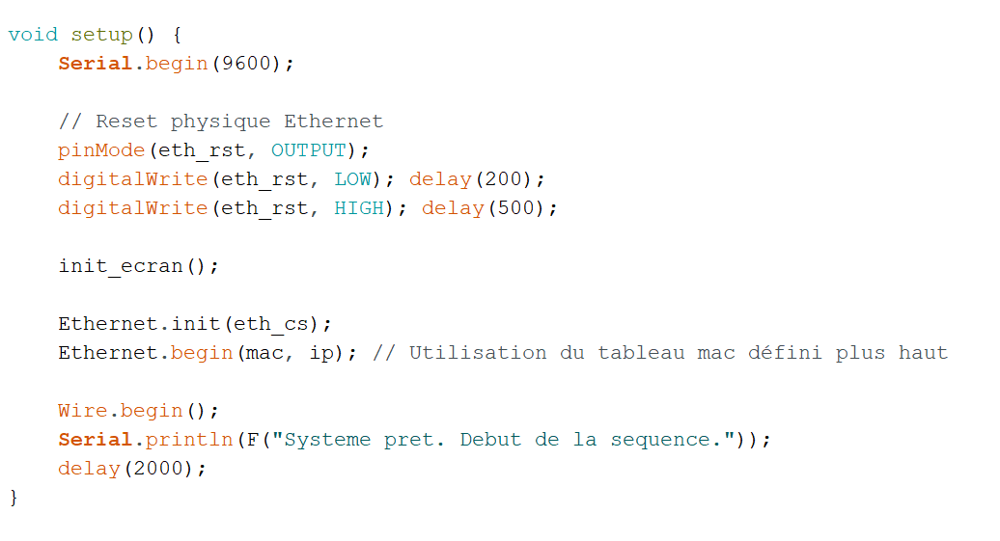 void setup() {
    Serial.begin(9600);

    // Reset physique Ethernet
    pinMode(eth_rst, OUTPUT);
    digitalWrite(eth_rst, LOW); delay(200);
    digitalWrite(eth_rst, HIGH); delay(500);

    init_ecran();

    Ethernet.init(eth_cs);
    Ethernet.begin(mac, ip); // Utilisation du tableau mac défini plus haut

    Wire.begin();
    Serial.println(F("Systeme pret. Debut de la sequence."));
    delay(2000);
}